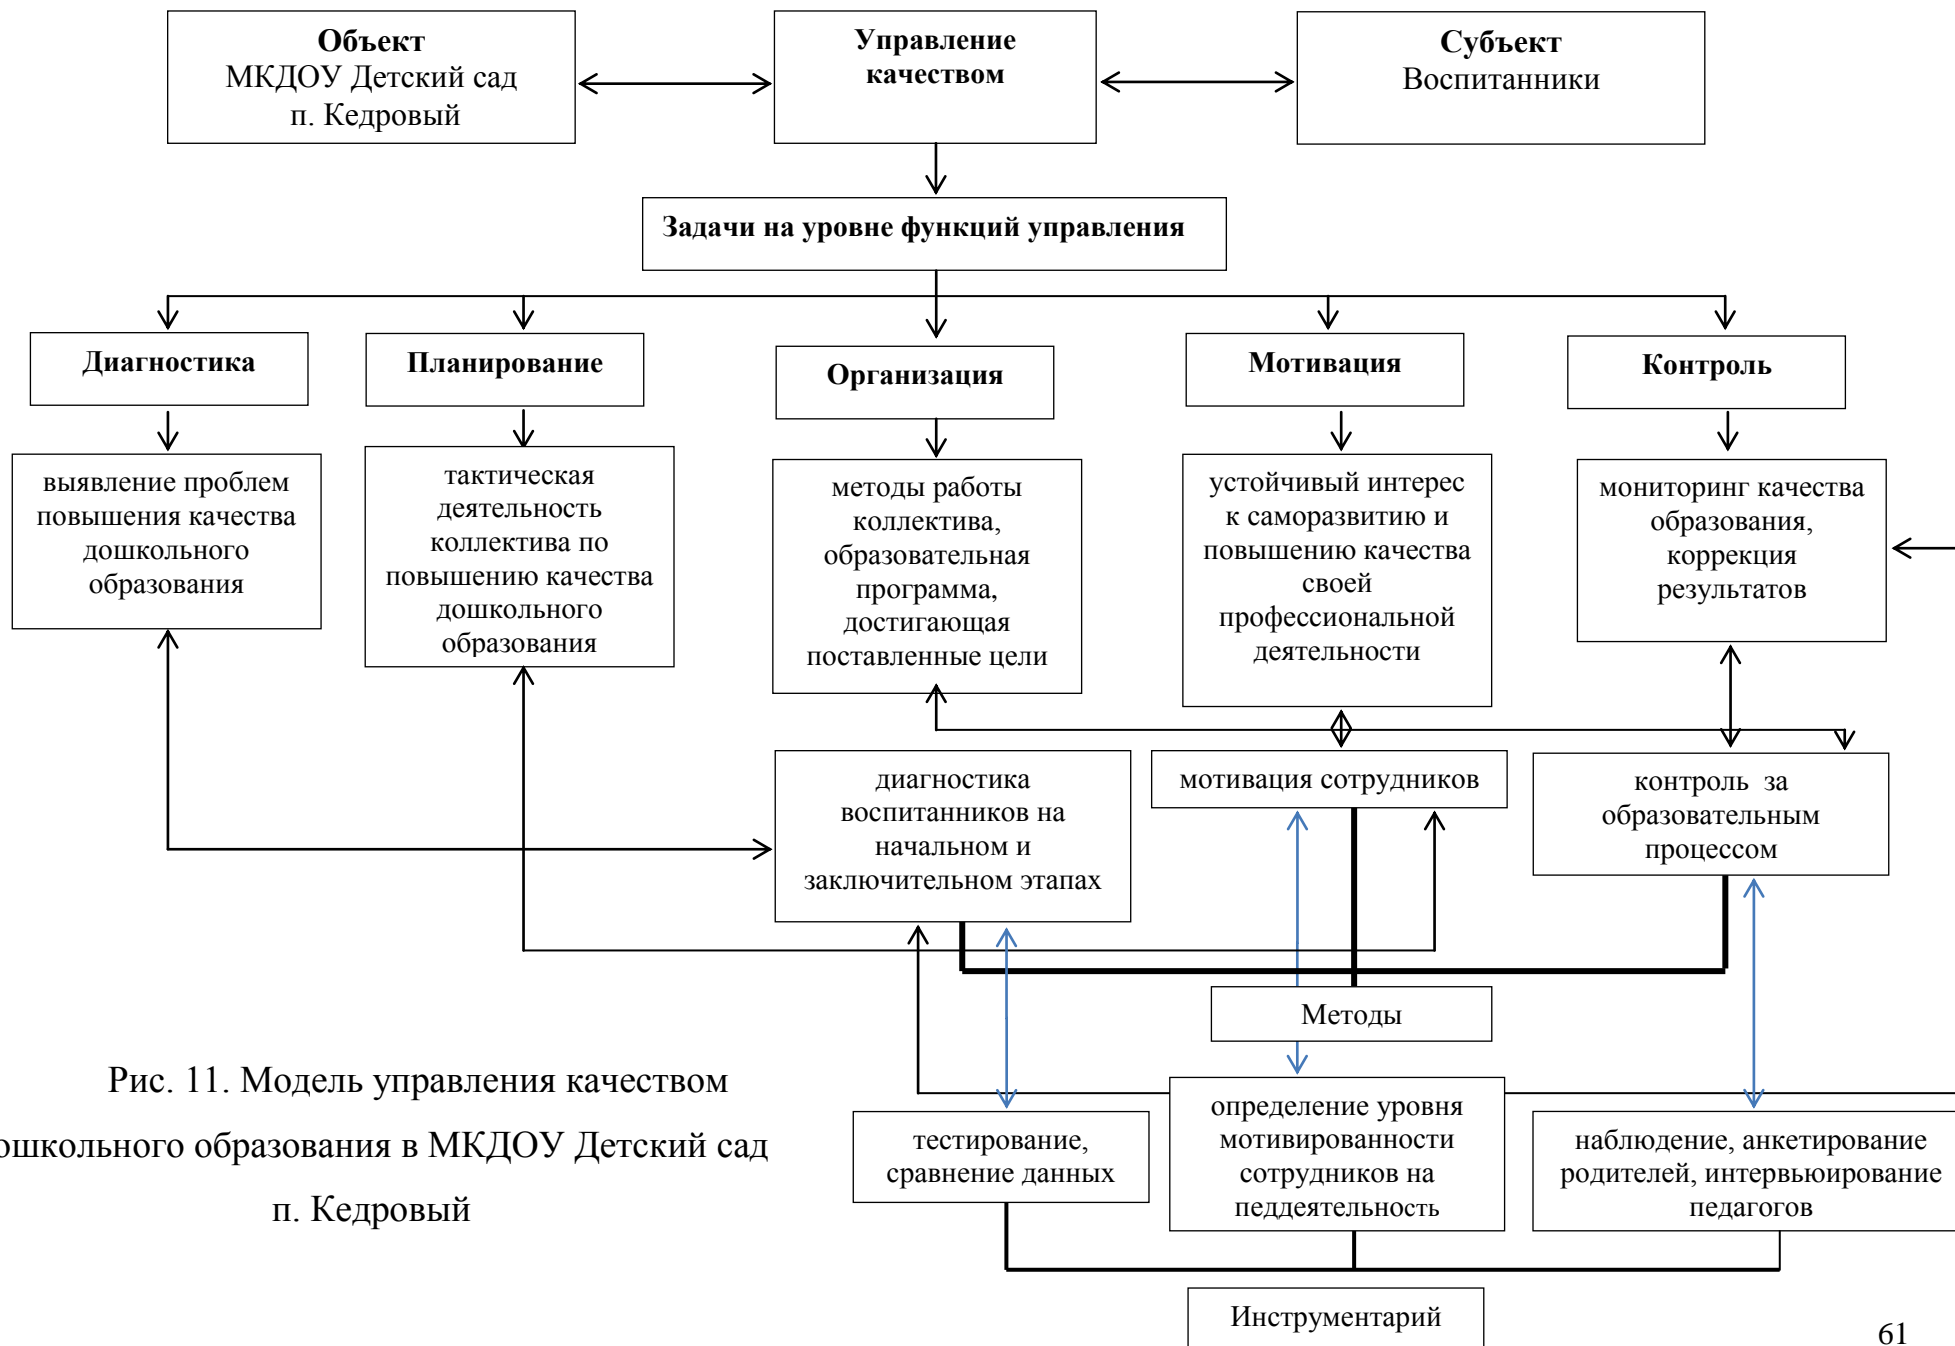 Объект
МКДОУ Детский сад
п. Кедровый
Управление
качеством
Субъект
Воспитанники
Задачи на уровне функций управления
Диагностика
Планирование
Организация
Мотивация
Контроль
выявление проблем
повышения качества
дошкольного
образования
тактическая
деятельность
коллектива по
повышению качества
дошкольного
образования
методы работы
коллектива,
образовательная
программа,
достигающая
поставленные цели
устойчивый интерес
к саморазвитию и
повышению качества
своей
профессиональной
деятельности
мониторинг качества
образования,
коррекция
результатов
диагностика
воспитанников на
начальном и
заключительном этапах
мотивация сотрудников
контроль за
образовательным
процессом
Методы
тестирование,
сравнение данных
определение уровня
мотивированности
сотрудников на
педдеятельность
наблюдение, анкетирование
родителей, интервьюирование
педагогов
Инструментарий
Рис. 11. Модель управления качеством
ошкольного образования в МКДОУ Детский сад
п. Кедровый
61